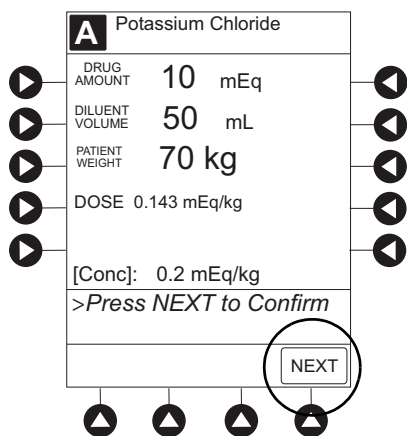 A Potassium Chloride
DRUG
AMOUNT 10 mEq
DILUENT
VOLUME 50 mL
PATIENT
WEIGHT 70 kg
DOSE 0.143 mEq/kg
[Conc]: 0.2 mEq/kg
>Press NEXT to Confirm
NEXT